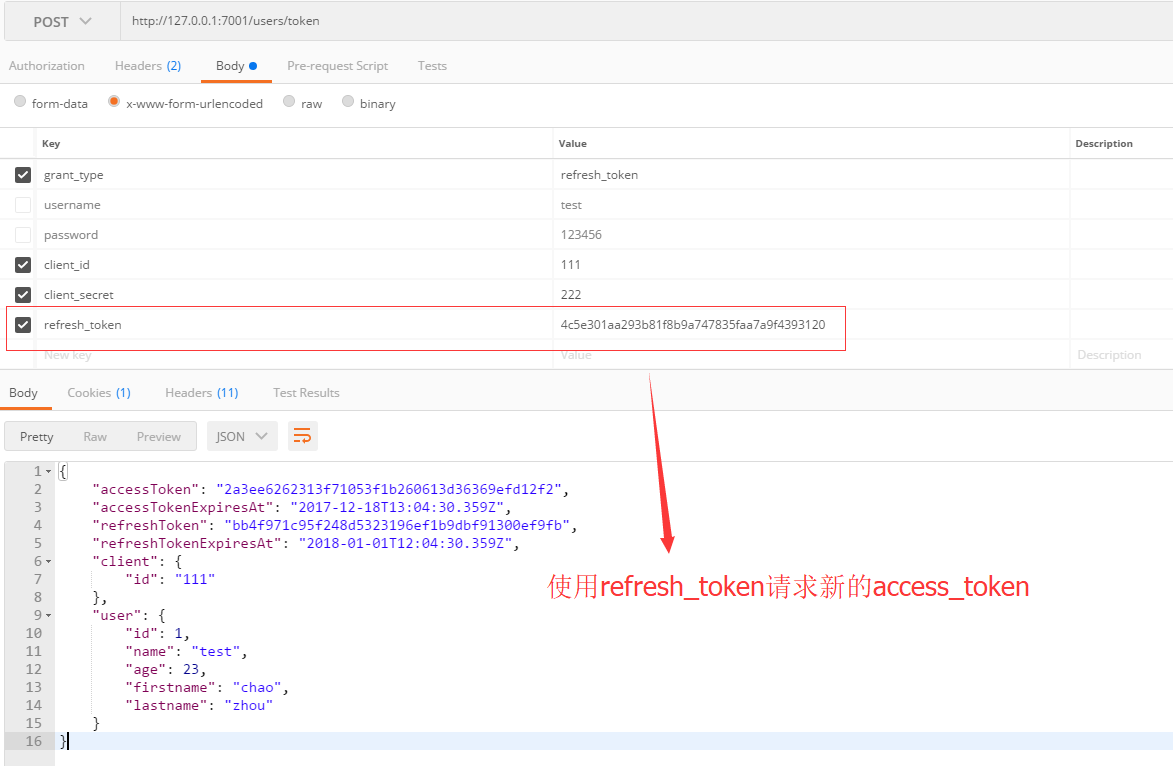 POST http://127.0.0.1:7001/users/token
Authorization Headers (2) Body Pre-request Script Tests
form-data x-www-form-urlencoded raw binary
Key Value Description
grant_type refresh_token
username test
password 123456
client_id 111
client_secret 222
refresh_token 4c5e301aa293b81f8b9a747835faa7a9f4393120
New key Value Description
Body Cookies (1) Headers (11) Test Results
Pretty Raw Preview JSON
1 {
2 "accessToken": "2a3ee6262313f71053f1b260613d36369efd12f2",
3 "accessTokenExpiresAt": "2017-12-18T13:04:30.359Z",
4 "refreshToken": "bb4f971c95f248d5323196ef1b9dbf91300ef9fb",
5 "refreshTokenExpiresAt": "2018-01-01T12:04:30.359Z",
6 "client": {
7 "id": "111"
8 },
9 "user": {
10 "id": 1,
11 "name": "test",
12 "age": 23,
13 "firstname": "chao",
14 "lastname": "zhou"
15 }
16 }
使用refresh_token请求新的access_token